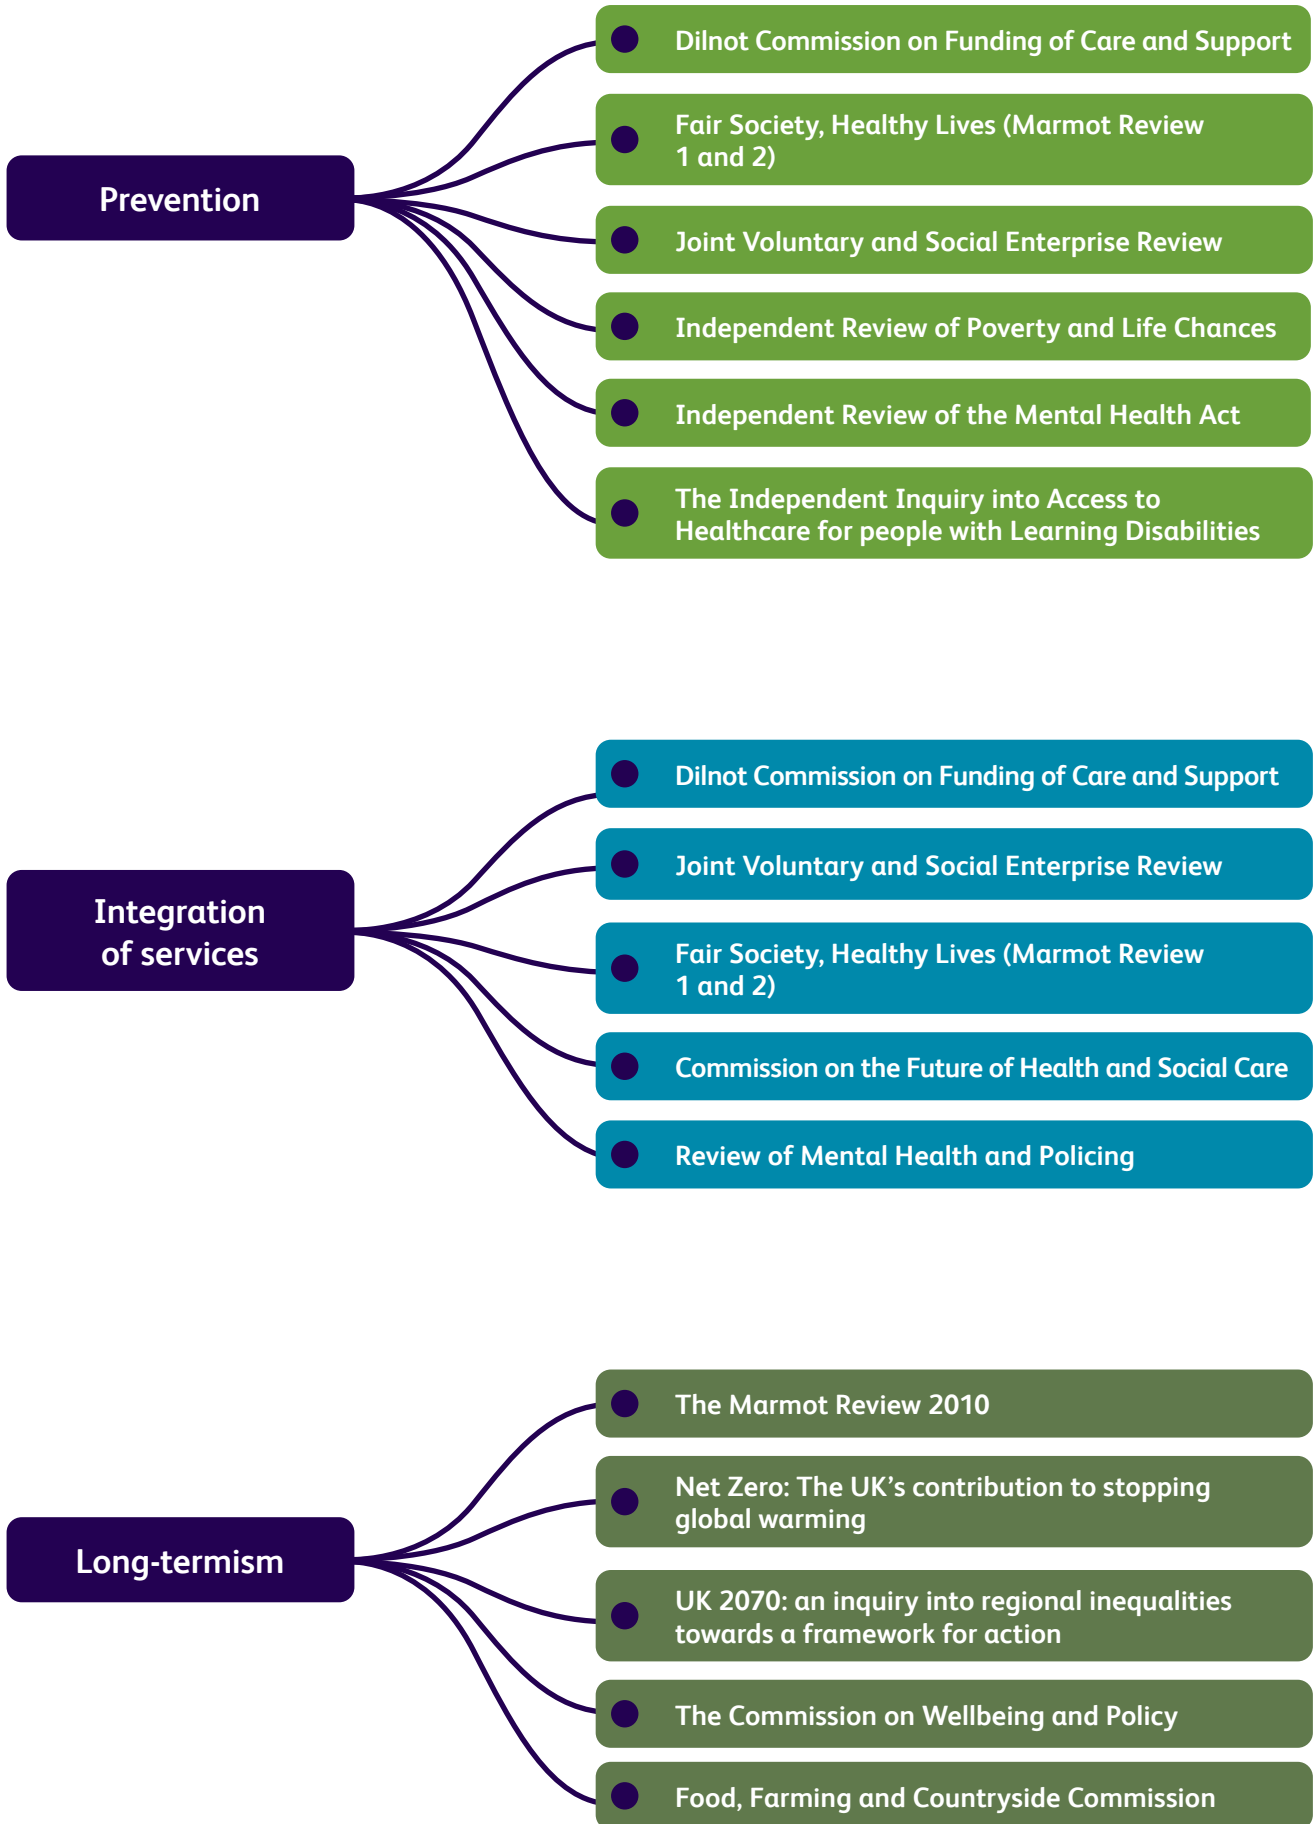 Prevention
Dilnot Commission on Funding of Care and Support
Fair Society, Healthy Lives (Marmot Review
1 and 2)
Joint Voluntary and Social Enterprise Review
Independent Review of Poverty and Life Chances
Independent Review of the Mental Health Act
The Independent Inquiry into Access to
Healthcare for people with Learning Disabilities
Integration
of services
Dilnot Commission on Funding of Care and Support
Joint Voluntary and Social Enterprise Review
Fair Society, Healthy Lives (Marmot Review
1 and 2)
Commission on the Future of Health and Social Care
Review of Mental Health and Policing
Long-termism
The Marmot Review 2010
Net Zero: The UK’s contribution to stopping
global warming
UK 2070: an inquiry into regional inequalities
towards a framework for action
The Commission on Wellbeing and Policy
Food, Farming and Countryside Commission